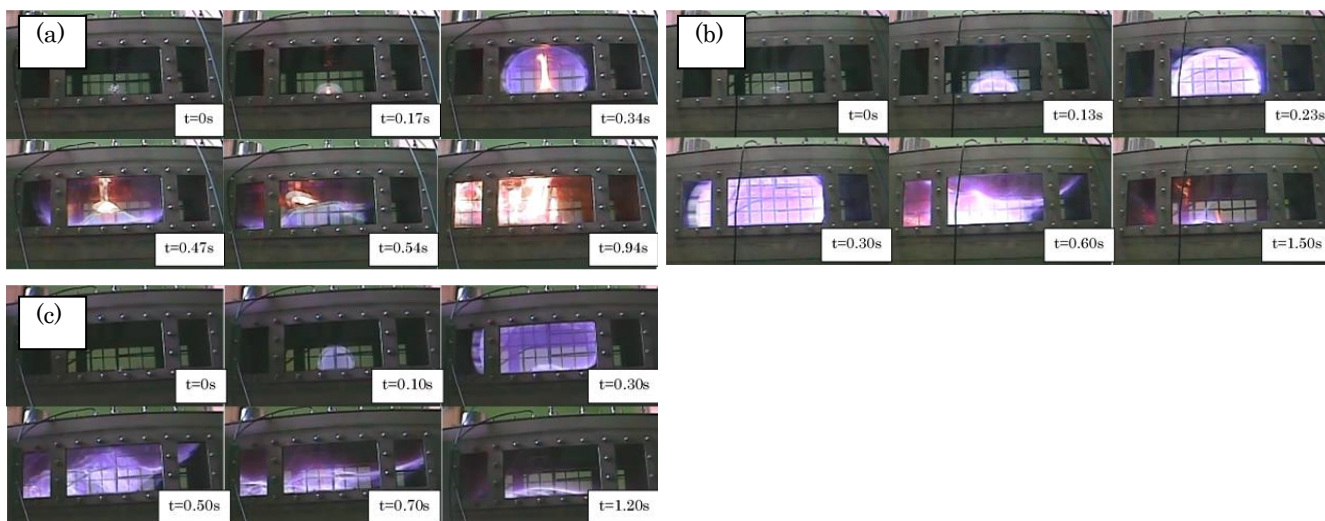 (a)
t=0s
t=0.17s
t=0.34s
t=0.47s
t=0.54s
t=0.94s
(b)
t=0s
t=0.13s
t=0.23s
t=0.30s
t=0.60s
t=1.50s
(c)
t=0s
t=0.10s
t=0.30s
t=0.50s
t=0.70s
t=1.20s